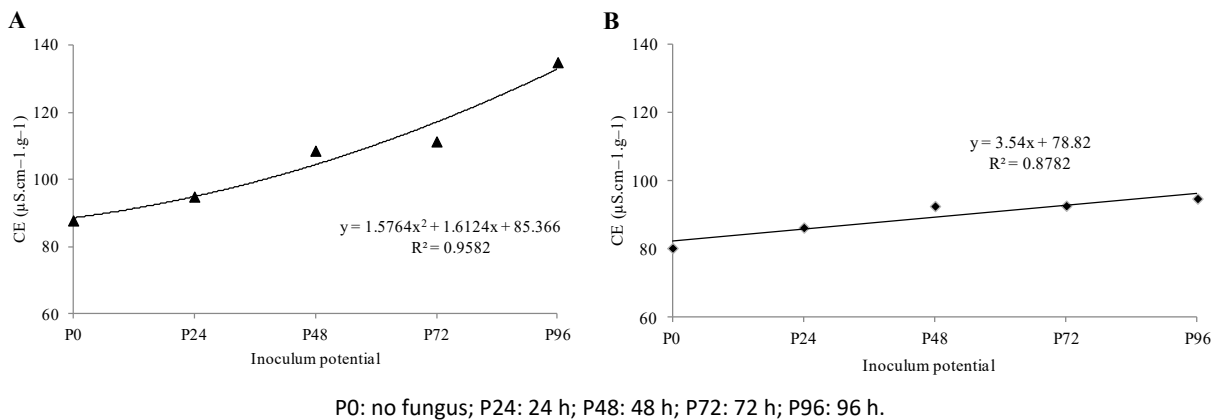 A
140
120
100
80
60
CE (µS.cm–1.g–1)
y = 1.5764x² + 1.6124x + 85.366
R² = 0.9582
P0 P24 P48 P72 P96
Inoculum potential
B
140
120
100
80
60
CE (µS.cm–1.g–1)
y = 3.54x + 78.82
R² = 0.8782
P0 P24 P48 P72 P96
Inoculum potential
P0: no fungus; P24: 24 h; P48: 48 h; P72: 72 h; P96: 96 h.